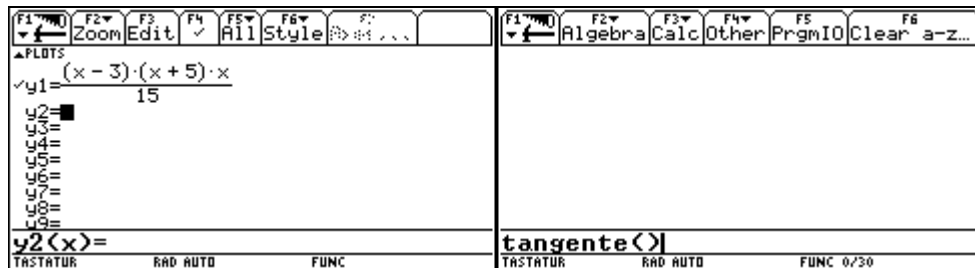 F1 F2 Zoom F3 Edit F4 ✓ F5 All F6 Style F7
▲PLOTS
✓y1=(x - 3)·(x + 5)·x
15
y2=
y3=
y4=
y5=
y6=
y7=
y8=
y9=
y2(x)=
TASTATUR RAD AUTO FUNC
F1 F2 Algebra F3 Calc F4 Other F5 PrgmIO F6 Clear a-z…
tangente()
TASTATUR RAD AUTO FUNC 0/30